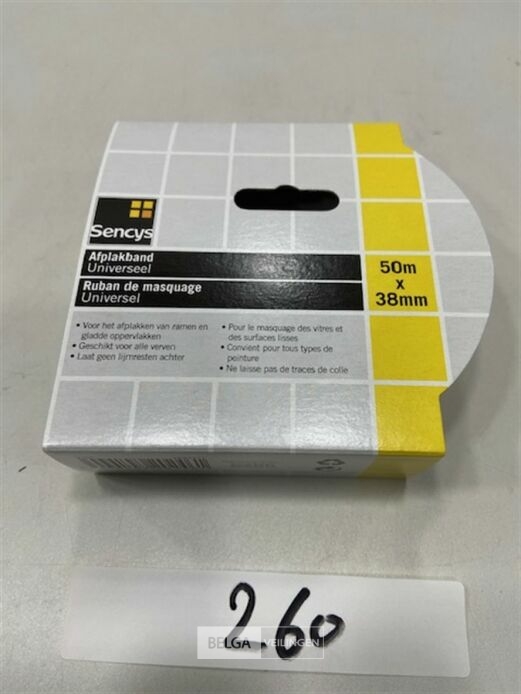 Sencys
Afplakband
Universeel
Ruban de masquage
Universel
50m
x
38mm
• Voor het afplakken van ramen en
gladde oppervlakken
• Geschikt voor alle verven
• Laat geen lijmresten achter
• Pour le masquage des vitres et
des surfaces lisses
• Convient pour tous types de
peinture
• Ne laisse pas de traces de colle
260
BELGA VEILINGEN